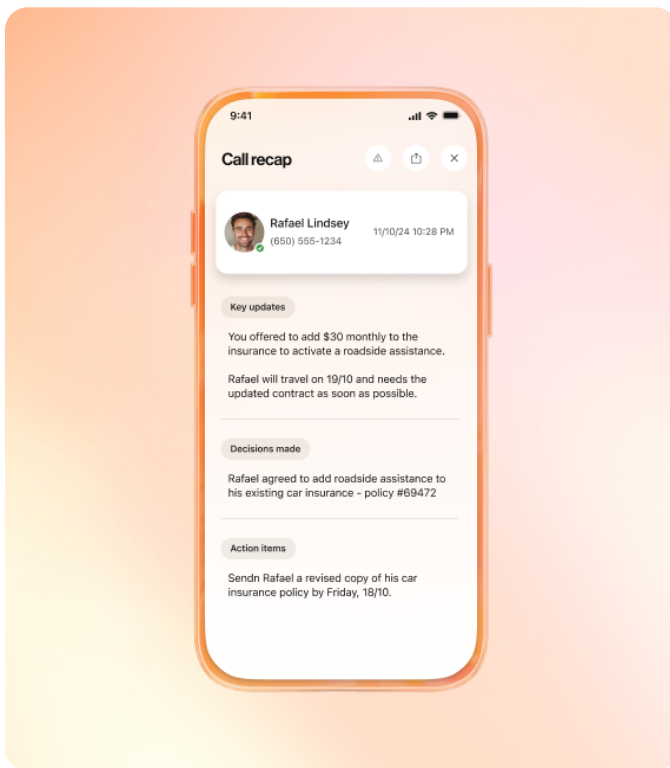 9:41
Call recap
Rafael Lindsey
(650) 555-1234
11/10/24 10:28 PM
Key updates
You offered to add $30 monthly to the
insurance to activate a roadside assistance.
Rafael will travel on 19/10 and needs the
updated contract as soon as possible.
Decisions made
Rafael agreed to add roadside assistance to
his existing car insurance - policy #69472
Action items
Sendn Rafael a revised copy of his car
insurance policy by Friday, 18/10.